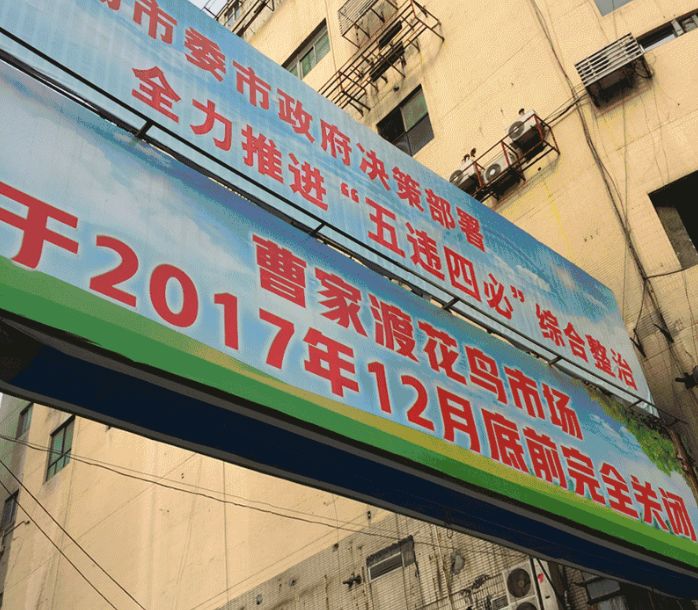 市委市政府决策部署
全力推进“五违四必”综合整治
曹家渡花鸟市场
于2017年12月底前完全关闭